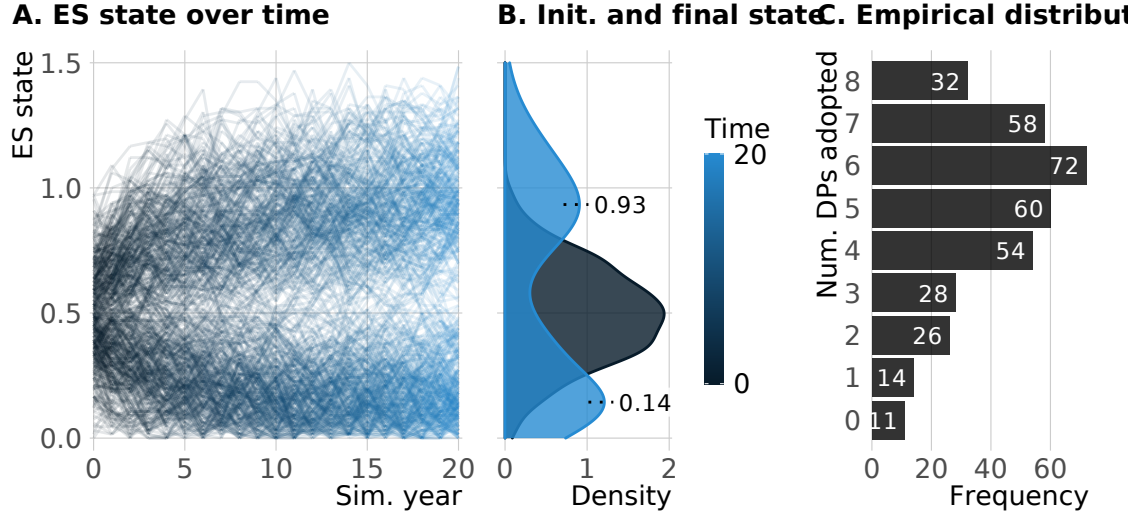 A. ES state over time
ES state
1.5
1.0
0.5
0.0
0 5 10 15 20
Sim. year
B. Init. and final state
0.93
0.14
0 1 2
Density
Time
20
0
C. Empirical distribut
Num. DPs adopted
8 32
7 58
6 72
5 60
4 54
3 28
2 26
1 14
0 11
0 20 40 60
Frequency